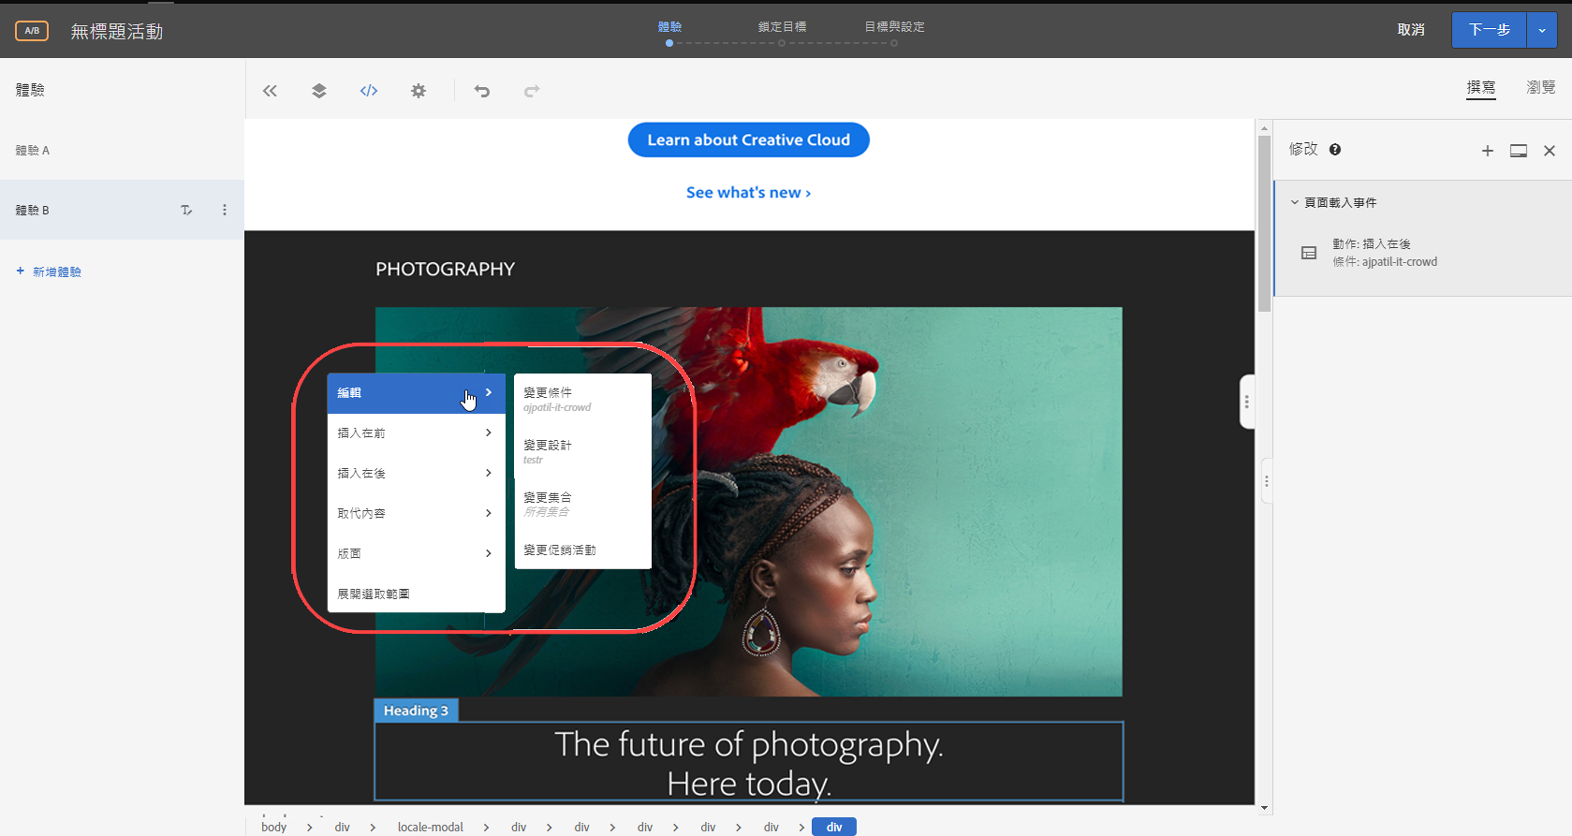 A/B
無標題活動
體驗
鎖定目標
目標與設定
取消
下一步
體驗
</>
撰寫
瀏覽
體驗 A
體驗 B
+ 新增體驗
Learn about Creative Cloud
See what's new ›
PHOTOGRAPHY
編輯
插入在前
插入在後
取代內容
版面
展開選取範圍
變更條件
ajpatil-it-crowd
變更設計
testr
變更集合
所有集合
變更促銷活動
Heading 3
The future of photography.
Here today.
修改
頁面載入事件
動作: 插入在後
條件: ajpatil-it-crowd
body > div > locale-modal > div > div > div > div > div > div